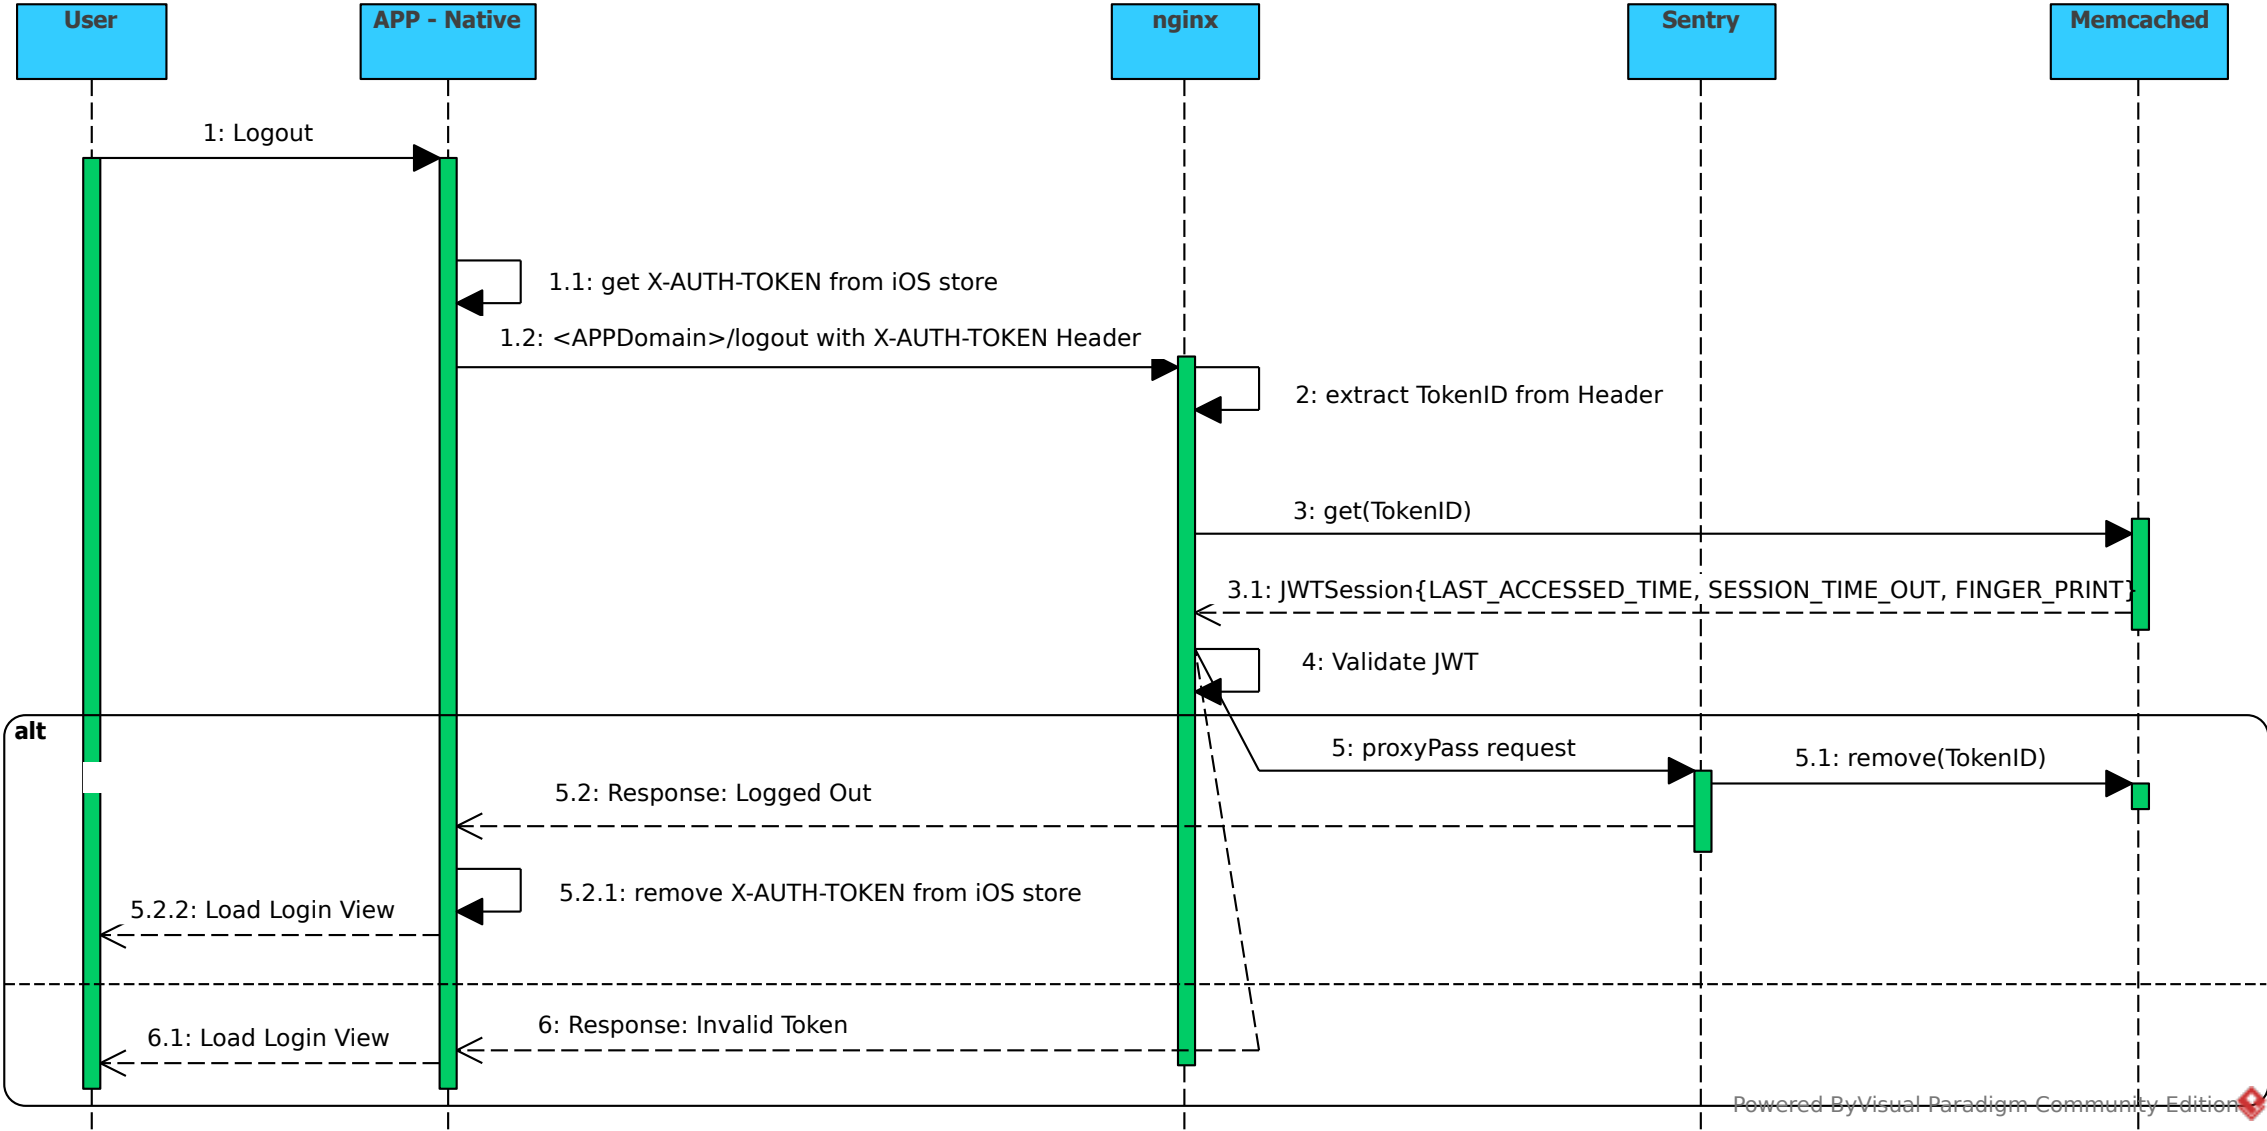 User
APP - Native
nginx
Sentry
Memcached
1: Logout
1.1: get X-AUTH-TOKEN from iOS store
1.2: <APPDomain>/logout with X-AUTH-TOKEN Header
2: extract TokenID from Header
3: get(TokenID)
3.1: JWTSession{LAST_ACCESSED_TIME, SESSION_TIME_OUT, FINGER_PRINT}
4: Validate JWT
alt
5: proxyPass request
5.1: remove(TokenID)
5.2: Response: Logged Out
5.2.1: remove X-AUTH-TOKEN from iOS store
5.2.2: Load Login View
6: Response: Invalid Token
6.1: Load Login View
Powered ByVisual Paradigm Community Edition